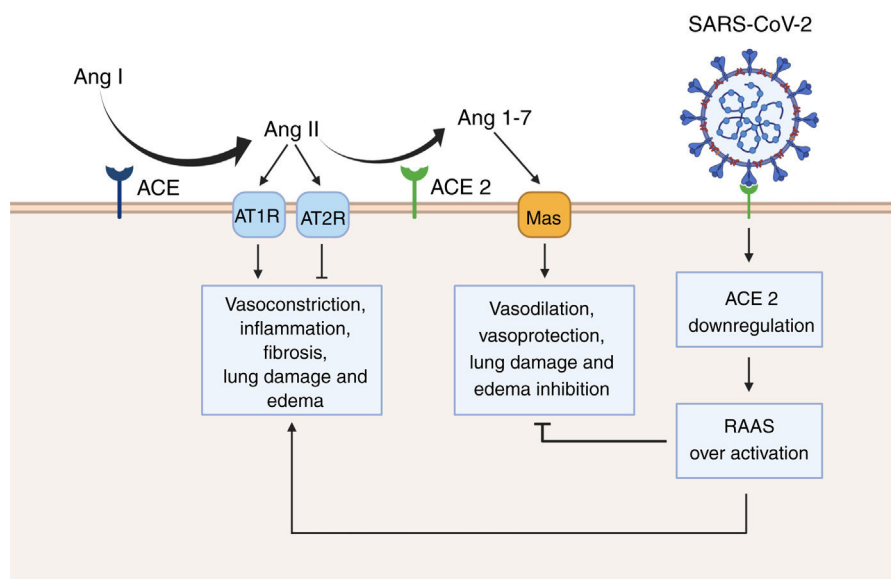 SARS-CoV-2
Ang I
Ang II
Ang 1-7
ACE
ACE 2
AT1R
AT2R
Mas
Vasoconstriction,
inflammation,
fibrosis,
lung damage and
edema
Vasodilation,
vasoprotection,
lung damage and
edema inhibition
ACE 2
downregulation
RAAS
over activation